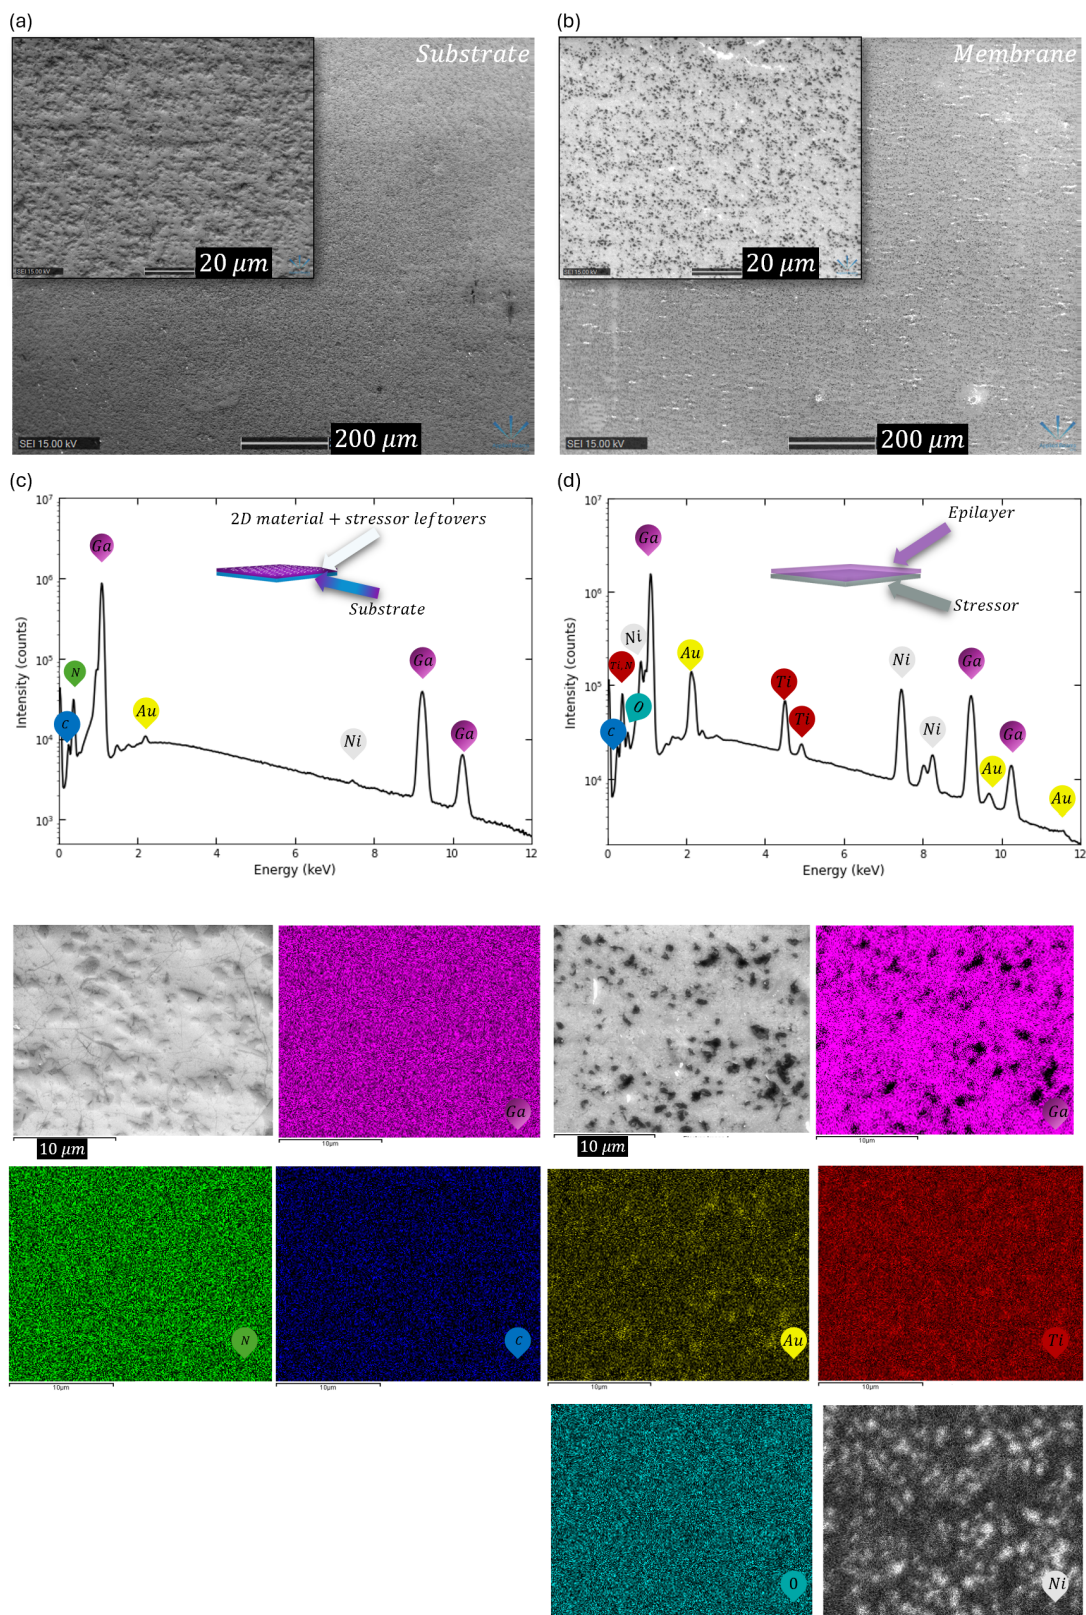 (a)
Substrate
20 μm
SEI 15.00 kV
200 μm
SEI 15.00 kV
(b)
Membrane
20 μm
SEI 15.00 kV
200 μm
SEI 15.00 kV
(c)
10⁷
10⁶
10⁵
10⁴
10³
Intensity (counts)
0 2 4 6 8 10 12
Energy (keV)
2D material + stressor leftovers
Substrate
Ga
N
C
Au
Ni
Ga
Ga
(d)
10⁷
10⁶
10⁵
10⁴
Intensity (counts)
0 2 4 6 8 10 12
Energy (keV)
Epilayer
Stressor
Ga
Ni
Ti,N
O
C
Au
Ti
Ti
Ni
Ni
Ga
Au
Ga
Au
10 μm
Ga
10μm
10 μm
Ga
10μm
N
10μm
C
10μm
Au
10μm
Ti
10μm
O
Ni